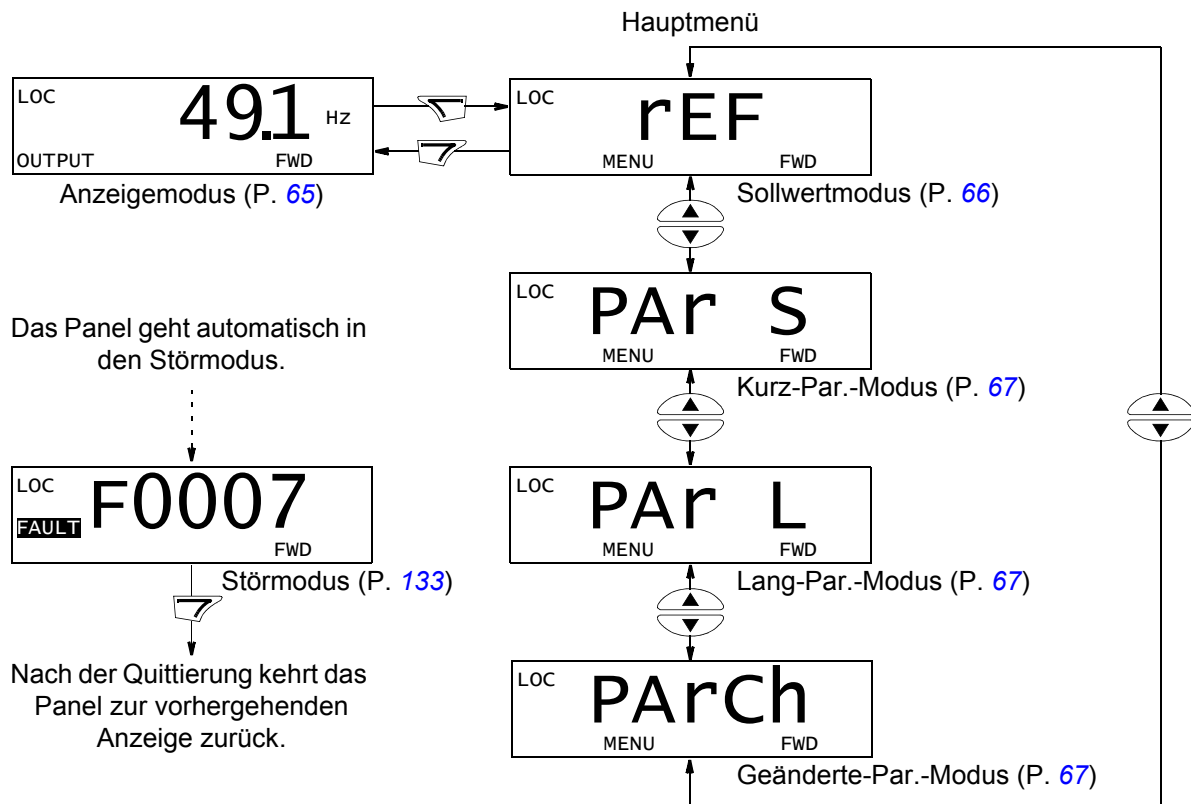 Hauptmenü
LOC
49.1 Hz
OUTPUT FWD
Anzeigemodus (P. 65)
LOC
rEF
MENU FWD
Sollwertmodus (P. 66)
LOC
PAr S
MENU FWD
Kurz-Par.-Modus (P. 67)
Das Panel geht automatisch in
den Störmodus.
LOC
F0007
FAULT
FWD
Störmodus (P. 133)
LOC
PAr L
MENU FWD
Lang-Par.-Modus (P. 67)
Nach der Quittierung kehrt das
Panel zur vorhergehenden
Anzeige zurück.
LOC
PArCh
MENU FWD
Geänderte-Par.-Modus (P. 67)